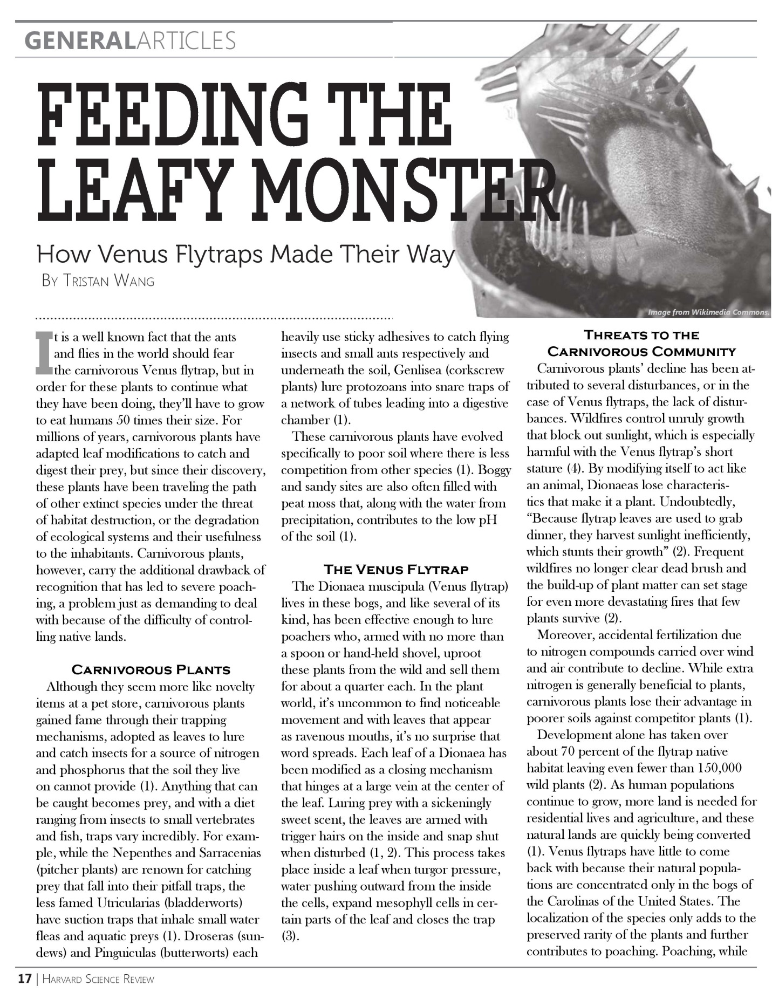 GENERALARTICLES
FEEDING THE
LEAFY MONSTER
How Venus Flytraps Made Their Way
By Tristan Wang
Image from Wikimedia Commons.
It is a well known fact that the ants
and flies in the world should fear
the carnivorous Venus flytrap, but in
order for these plants to continue what
they have been doing, they’ll have to grow
to eat humans 50 times their size. For
millions of years, carnivorous plants have
adapted leaf modifications to catch and
digest their prey, but since their discovery,
these plants have been traveling the path
of other extinct species under the threat
of habitat destruction, or the degradation
of ecological systems and their usefulness
to the inhabitants. Carnivorous plants,
however, carry the additional drawback of
recognition that has led to severe poach-
ing, a problem just as demanding to deal
with because of the difficulty of control-
ling native lands.
Carnivorous Plants
Although they seem more like novelty
items at a pet store, carnivorous plants
gained fame through their trapping
mechanisms, adopted as leaves to lure
and catch insects for a source of nitrogen
and phosphorus that the soil they live
on cannot provide (1). Anything that can
be caught becomes prey, and with a diet
ranging from insects to small vertebrates
and fish, traps vary incredibly. For exam-
ple, while the Nepenthes and Sarracenias
(pitcher plants) are renown for catching
prey that fall into their pitfall traps, the
less famed Utricularias (bladderworts)
have suction traps that inhale small water
fleas and aquatic preys (1). Droseras (sun-
dews) and Pinguiculas (butterworts) each
heavily use sticky adhesives to catch flying
insects and small ants respectively and
underneath the soil, Genlisea (corkscrew
plants) lure protozoans into snare traps of
a network of tubes leading into a digestive
chamber (1).
These carnivorous plants have evolved
specifically to poor soil where there is less
competition from other species (1). Boggy
and sandy sites are also often filled with
peat moss that, along with the water from
precipitation, contributes to the low pH
of the soil (1).
The Venus Flytrap
The Dionaea muscipula (Venus flytrap)
lives in these bogs, and like several of its
kind, has been effective enough to lure
poachers who, armed with no more than
a spoon or hand-held shovel, uproot
these plants from the wild and sell them
for about a quarter each. In the plant
world, it’s uncommon to find noticeable
movement and with leaves that appear
as ravenous mouths, it’s no surprise that
word spreads. Each leaf of a Dionaea has
been modified as a closing mechanism
that hinges at a large vein at the center of
the leaf. Luring prey with a sickeningly
sweet scent, the leaves are armed with
trigger hairs on the inside and snap shut
when disturbed (1, 2). This process takes
place inside a leaf when turgor pressure,
water pushing outward from the inside
the cells, expand mesophyll cells in cer-
tain parts of the leaf and closes the trap
(3).
Threats to the
Carnivorous Community
Carnivorous plants’ decline has been at-
tributed to several disturbances, or in the
case of Venus flytraps, the lack of distur-
bances. Wildfires control unruly growth
that block out sunlight, which is especially
harmful with the Venus flytrap’s short
stature (4). By modifying itself to act like
an animal, Dionaeas lose characteris-
tics that make it a plant. Undoubtedly,
“Because flytrap leaves are used to grab
dinner, they harvest sunlight inefficiently,
which stunts their growth” (2). Frequent
wildfires no longer clear dead brush and
the build-up of plant matter can set stage
for even more devastating fires that few
plants survive (2).
Moreover, accidental fertilization due
to nitrogen compounds carried over wind
and air contribute to decline. While extra
nitrogen is generally beneficial to plants,
carnivorous plants lose their advantage in
poorer soils against competitor plants (1).
Development alone has taken over
about 70 percent of the flytrap native
habitat leaving even fewer than 150,000
wild plants (2). As human populations
continue to grow, more land is needed for
residential lives and agriculture, and these
natural lands are quickly being converted
(1). Venus flytraps have little to come
back with because their natural popula-
tions are concentrated only in the bogs of
the Carolinas of the United States. The
localization of the species only adds to the
preserved rarity of the plants and further
contributes to poaching. Poaching, while
17 | Harvard Science Review